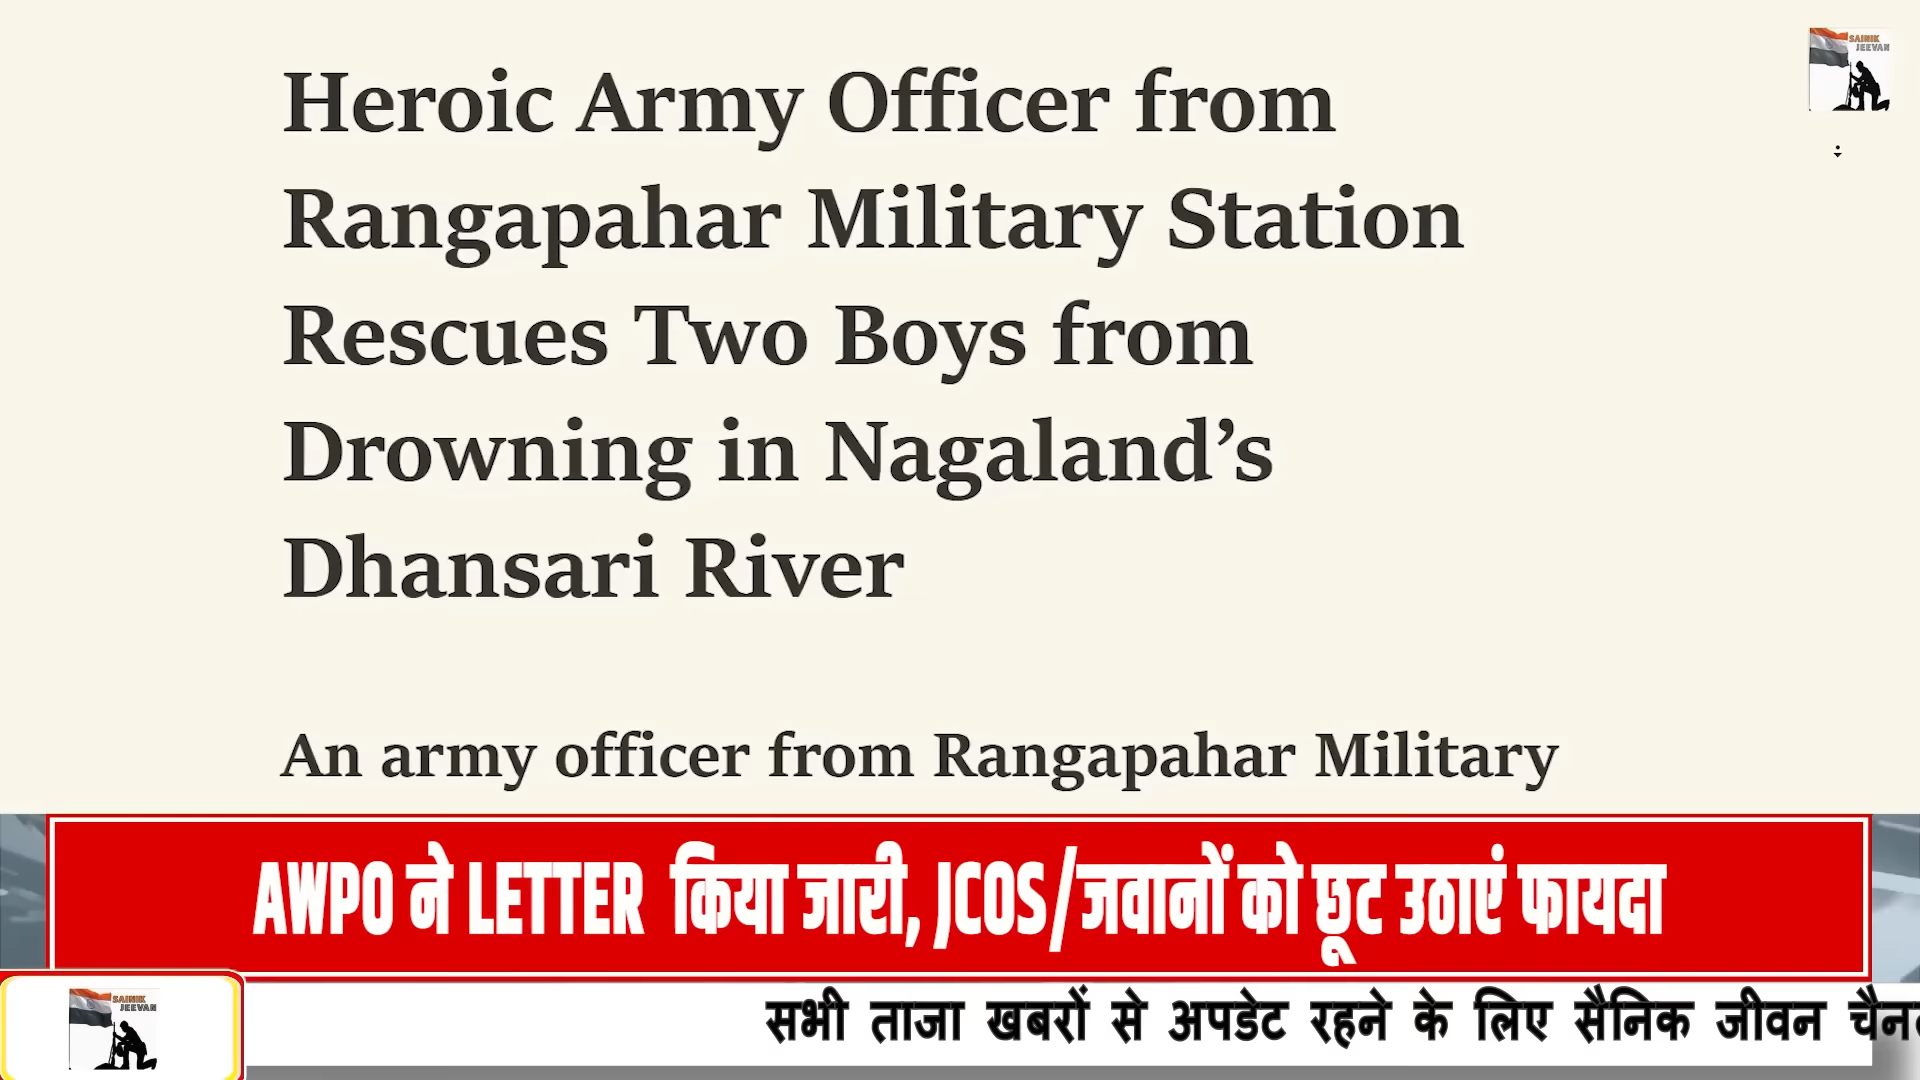 SAINIK
JEEVAN
Heroic Army Officer from
Rangapahar Military Station
Rescues Two Boys from
Drowning in Nagaland’s
Dhansari River
An army officer from Rangapahar Military
AWPO ने LETTER किया जारी, JCOS/जवानों को छूट उठाएं फायदा
SAINIK
JEEVAN
सभी ताजा खबरों से अपडेट रहने के लिए सैनिक जीवन